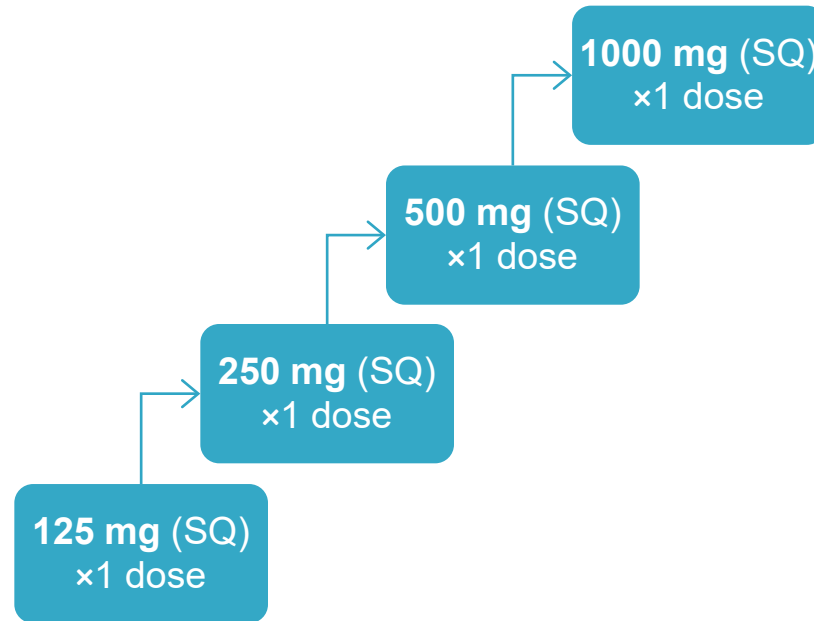 1000 mg (SQ)
×1 dose
500 mg (SQ)
×1 dose
250 mg (SQ)
×1 dose
125 mg (SQ)
×1 dose